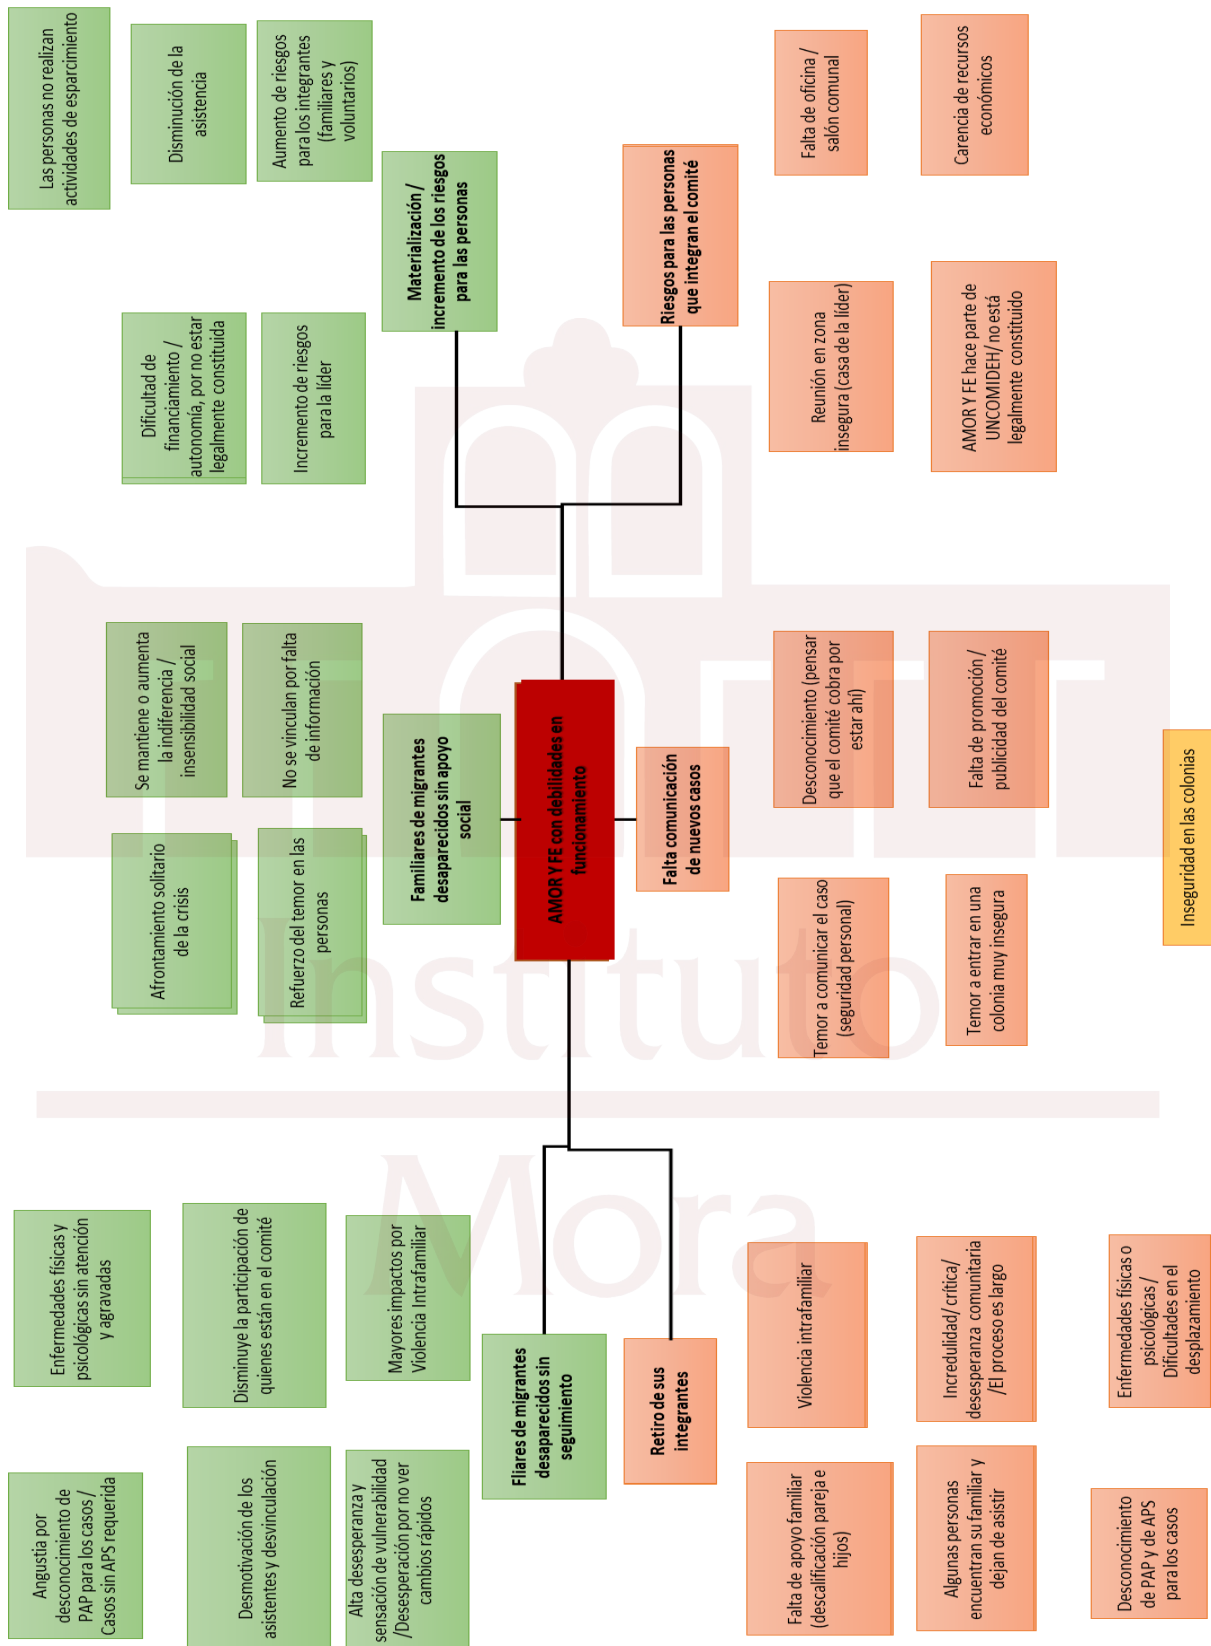 Angustia por
desconocimiento de
PAP para los casos /
Casos sin APS requerida
Enfermedades físicas y
psicológicas sin atención
y agravadas
Desmotivación de los
asistentes y desvinculación
Disminuye la participación de
quienes están en el comité
Alta desesperanza y
sensación de vulnerabilidad
/Desesperación por no ver
cambios rápidos
Mayores impactos por
Violencia Intrafamiliar
Fliares de migrantes
desaparecidos sin
seguimiento
Afrontamiento solitario
de la crisis
Se mantiene o aumenta
la indiferencia /
insensibilidad social
Refuerzo del temor en las
personas
No se vinculan por falta
de información
Familiares de migrantes
desaparecidos sin apoyo
social
Las personas no realizan
actividades de esparcimiento
Dificultad de
financiamiento /
autonomía, por no estar
legalmente constituida
Disminución de la
asistencia
Incremento de riesgos
para la líder
Aumento de riesgos
para los integrantes
(familiares y
voluntarios)
Materialización /
incremento de los riesgos
para las personas
AMOR Y FE con debilidades en
funcionamiento
Retiro de sus
integrantes
Falta de apoyo familiar
(descalificación pareja e
hijos)
Violencia intrafamiliar
Algunas personas
encuentran su familiar y
dejan de asistir
Incredulidad/ crítica/
desesperanza comunitaria
/El proceso es largo
Desconocimiento
de PAP y de APS
para los casos
Enfermedades físicas o
psicológicas /
Dificultades en el
desplazamiento
Falta comunicación
de nuevos casos
Temor a comunicar el caso
(seguridad personal)
Desconocimiento (pensar
que el comité cobra por
estar ahí)
Temor a entrar en una
colonia muy insegura
Falta de promoción /
publicidad del comité
Inseguridad en las colonias
Riesgos para las personas
que integran el comité
Reunión en zona
insegura (casa de la líder)
Falta de oficina /
salón comunal
AMOR Y FE hace parte de
UNCOMIDEH/ no está
legalmente constituido
Carencia de recursos
económicos
Instituto
Mora